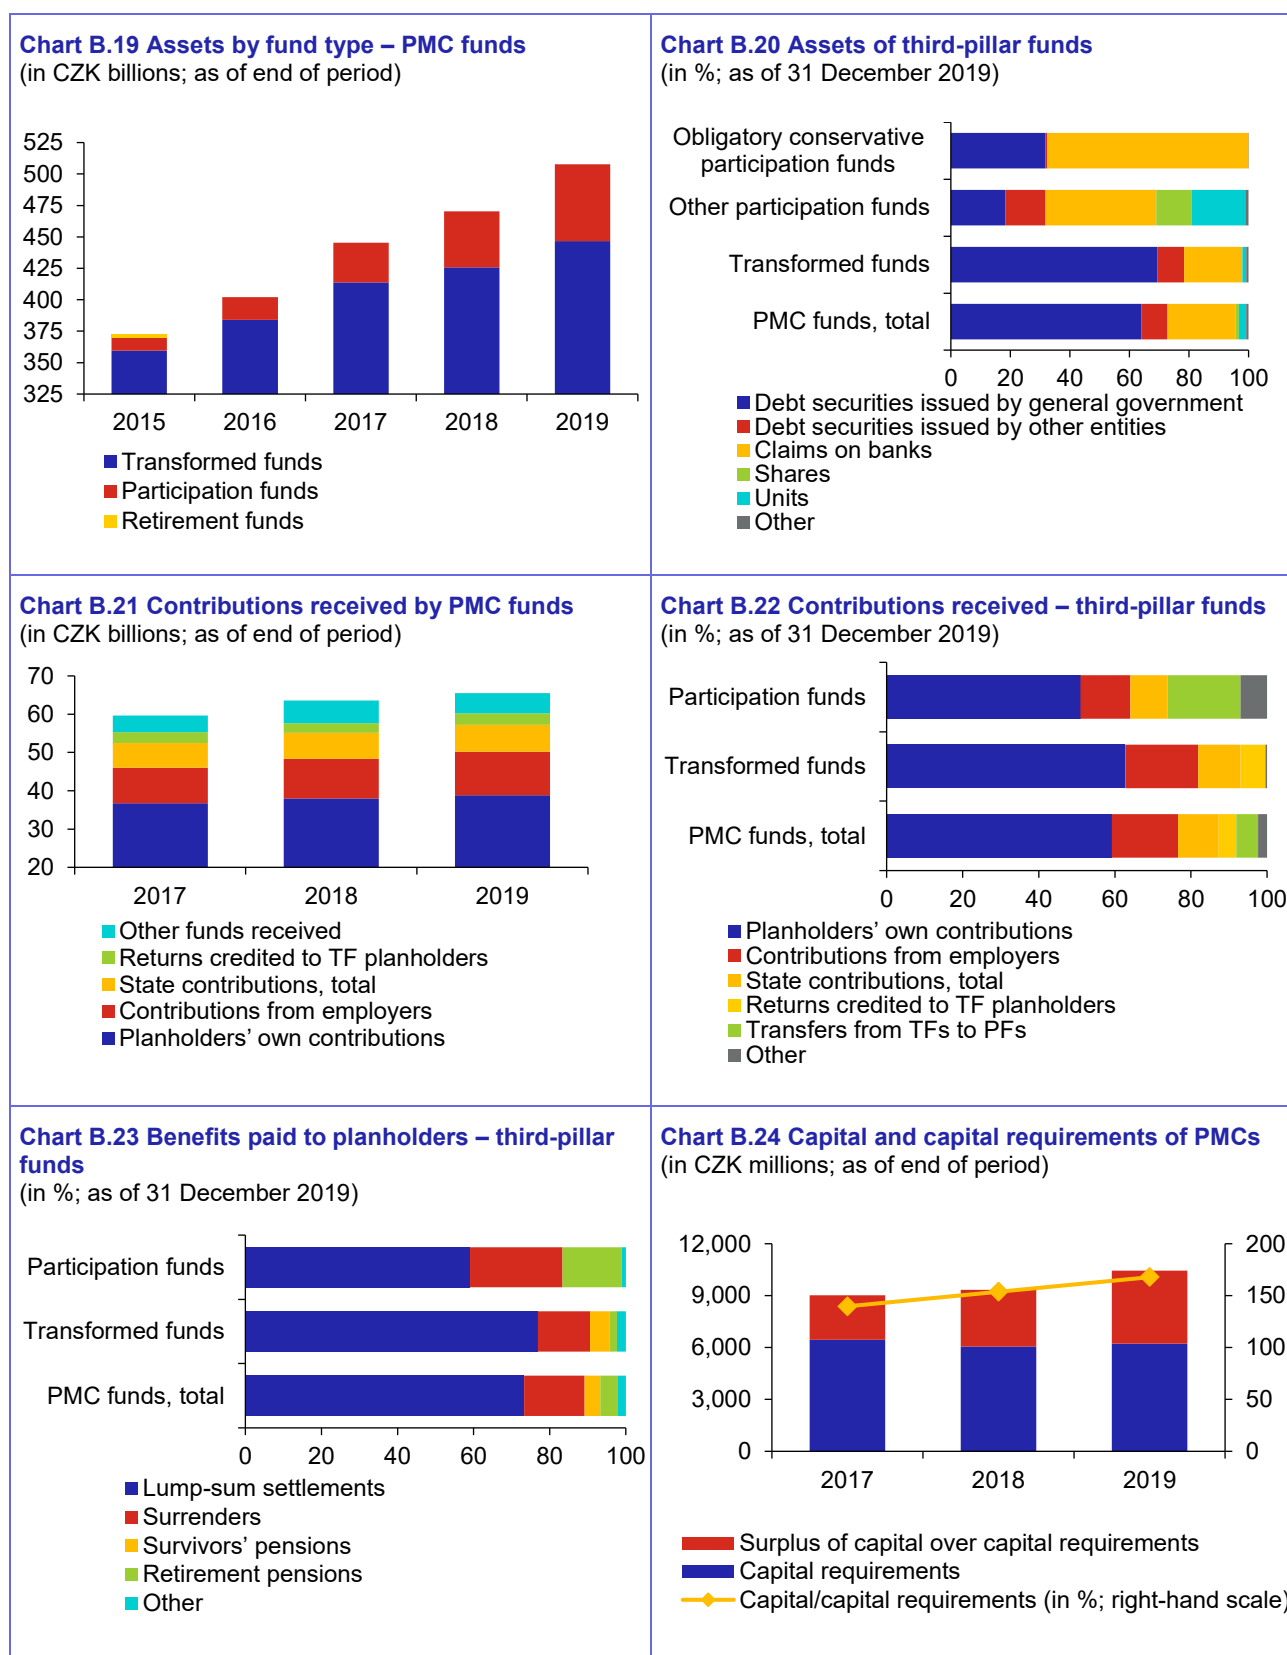 Chart B.19 Assets by fund type – PMC funds
(in CZK billions; as of end of period)
525
500
475
450
425
400
375
350
325
2015 2016 2017 2018 2019
Transformed funds
Participation funds
Retirement funds
Chart B.20 Assets of third-pillar funds
(in %; as of 31 December 2019)
Obligatory conservative
participation funds
Other participation funds
Transformed funds
PMC funds, total
0 20 40 60 80 100
Debt securities issued by general government
Debt securities issued by other entities
Claims on banks
Shares
Units
Other
Chart B.21 Contributions received by PMC funds
(in CZK billions; as of end of period)
70
60
50
40
30
20
2017 2018 2019
Other funds received
Returns credited to TF planholders
State contributions, total
Contributions from employers
Planholders’ own contributions
Chart B.22 Contributions received – third-pillar funds
(in %; as of 31 December 2019)
Participation funds
Transformed funds
PMC funds, total
0 20 40 60 80 100
Planholders’ own contributions
Contributions from employers
State contributions, total
Returns credited to TF planholders
Transfers from TFs to PFs
Other
Chart B.23 Benefits paid to planholders – third-pillar
funds
(in %; as of 31 December 2019)
Participation funds
Transformed funds
PMC funds, total
0 20 40 60 80 100
Lump-sum settlements
Surrenders
Survivors’ pensions
Retirement pensions
Other
Chart B.24 Capital and capital requirements of PMCs
(in CZK millions; as of end of period)
12,000 200
9,000 150
6,000 100
3,000 50
0 0
2017 2018 2019
Surplus of capital over capital requirements
Capital requirements
Capital/capital requirements (in %; right-hand scale)